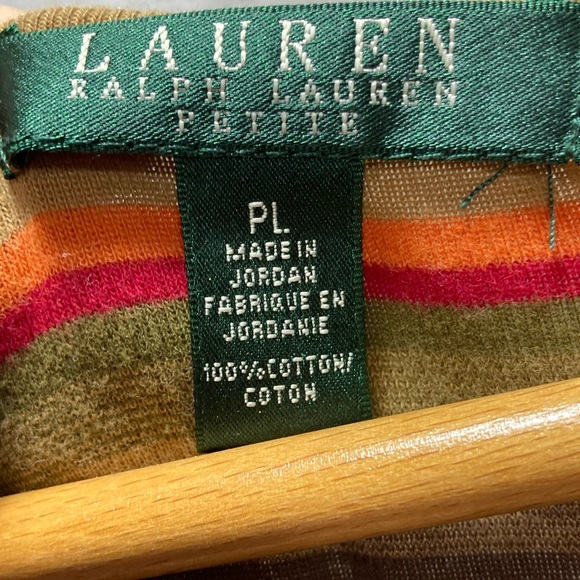 LAUREN
RALPH LAUREN
PETITE
PL
MADE IN
JORDAN
FABRIQUE EN
JORDANIE
100%COTTON/
COTON